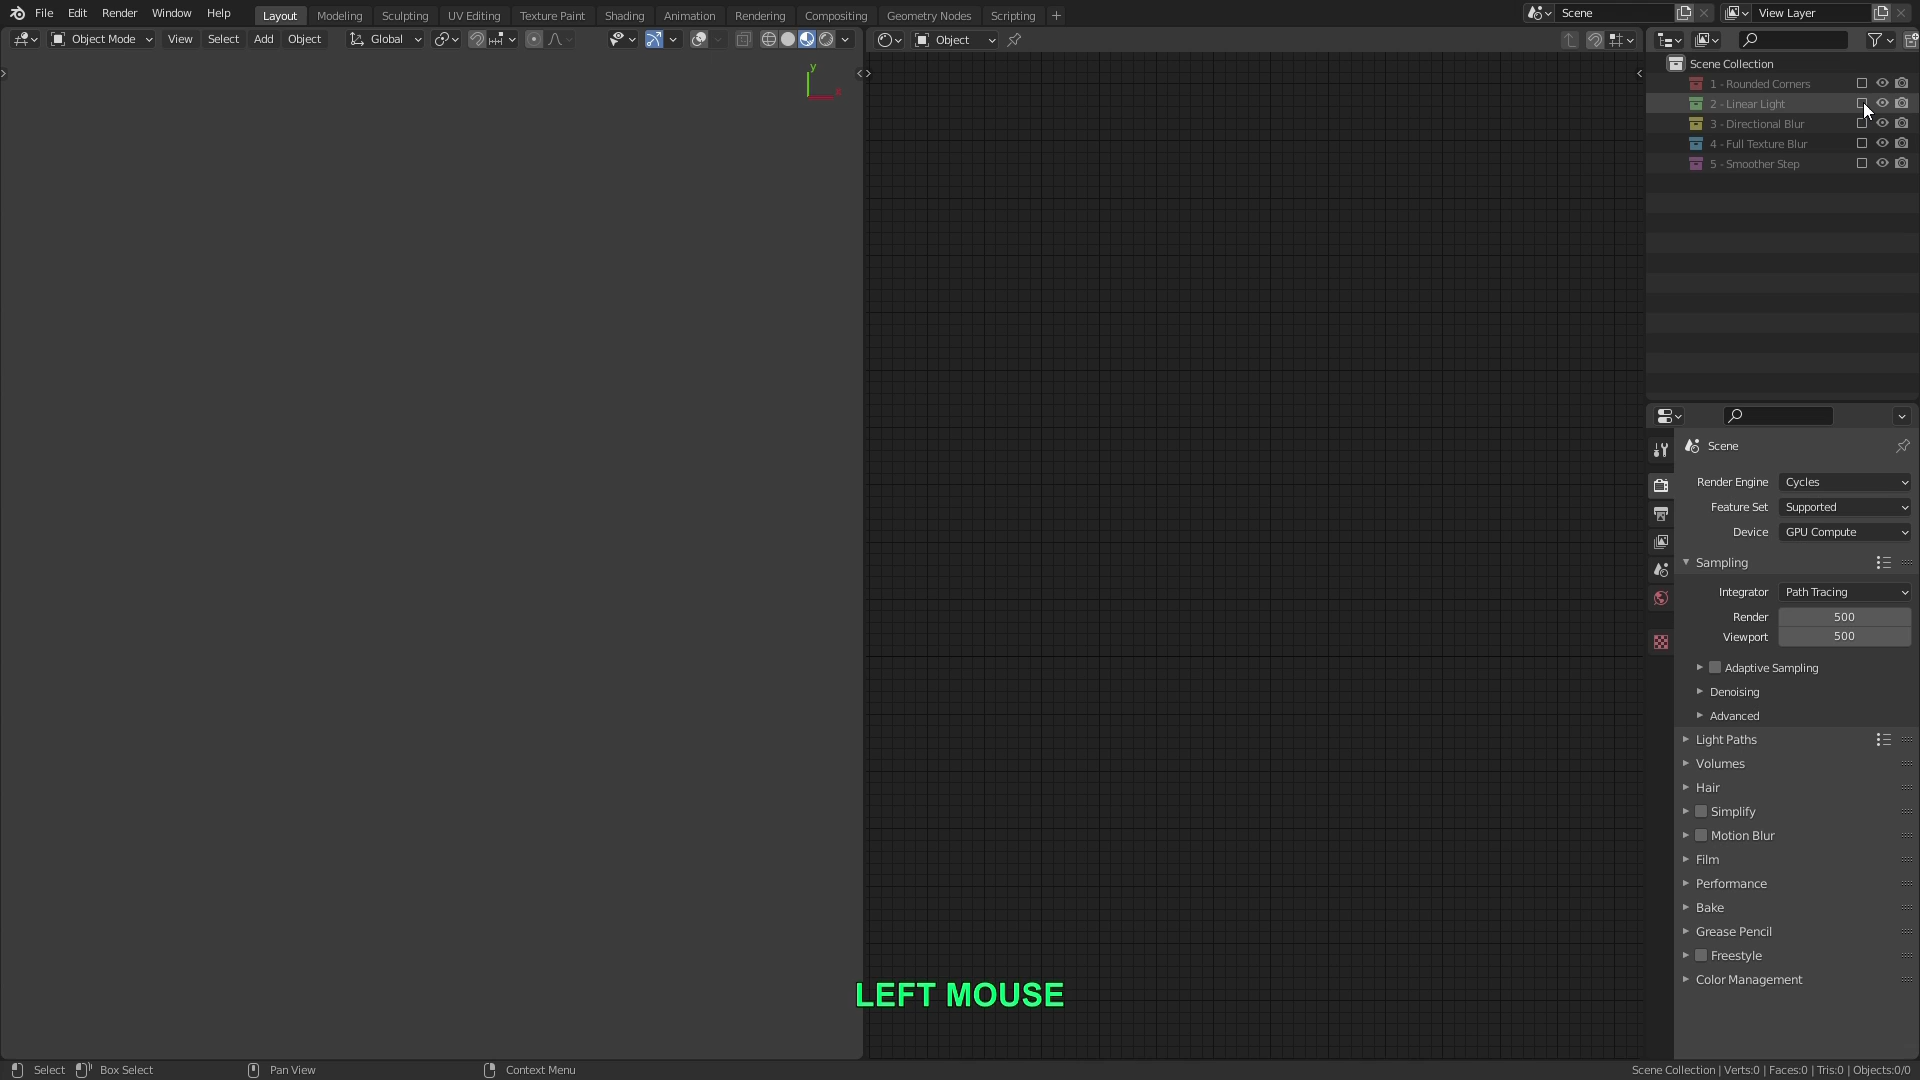 File Edit Render Window Help Layout Modeling Sculpting UV Editing Texture Paint Shading Animation Rendering Compositing Geometry Nodes Scripting + Scene View Layer
Object Mode View Select Add Object Global Object
y
x
Scene Collection
1 - Rounded Corners
2 - Linear Light
3 - Directional Blur
4 - Full Texture Blur
5 - Smoother Step
Scene
Render Engine Cycles
Feature Set Supported
Device GPU Compute
Sampling
Integrator Path Tracing
Render 500
Viewport 500
Adaptive Sampling
Denoising
Advanced
Light Paths
Volumes
Hair
Simplify
Motion Blur
Film
Performance
Bake
Grease Pencil
Freestyle
Color Management
LEFT MOUSE
Select Box Select Pan View Context Menu Scene Collection | Verts:0 | Faces:0 | Tris:0 | Objects:0/0